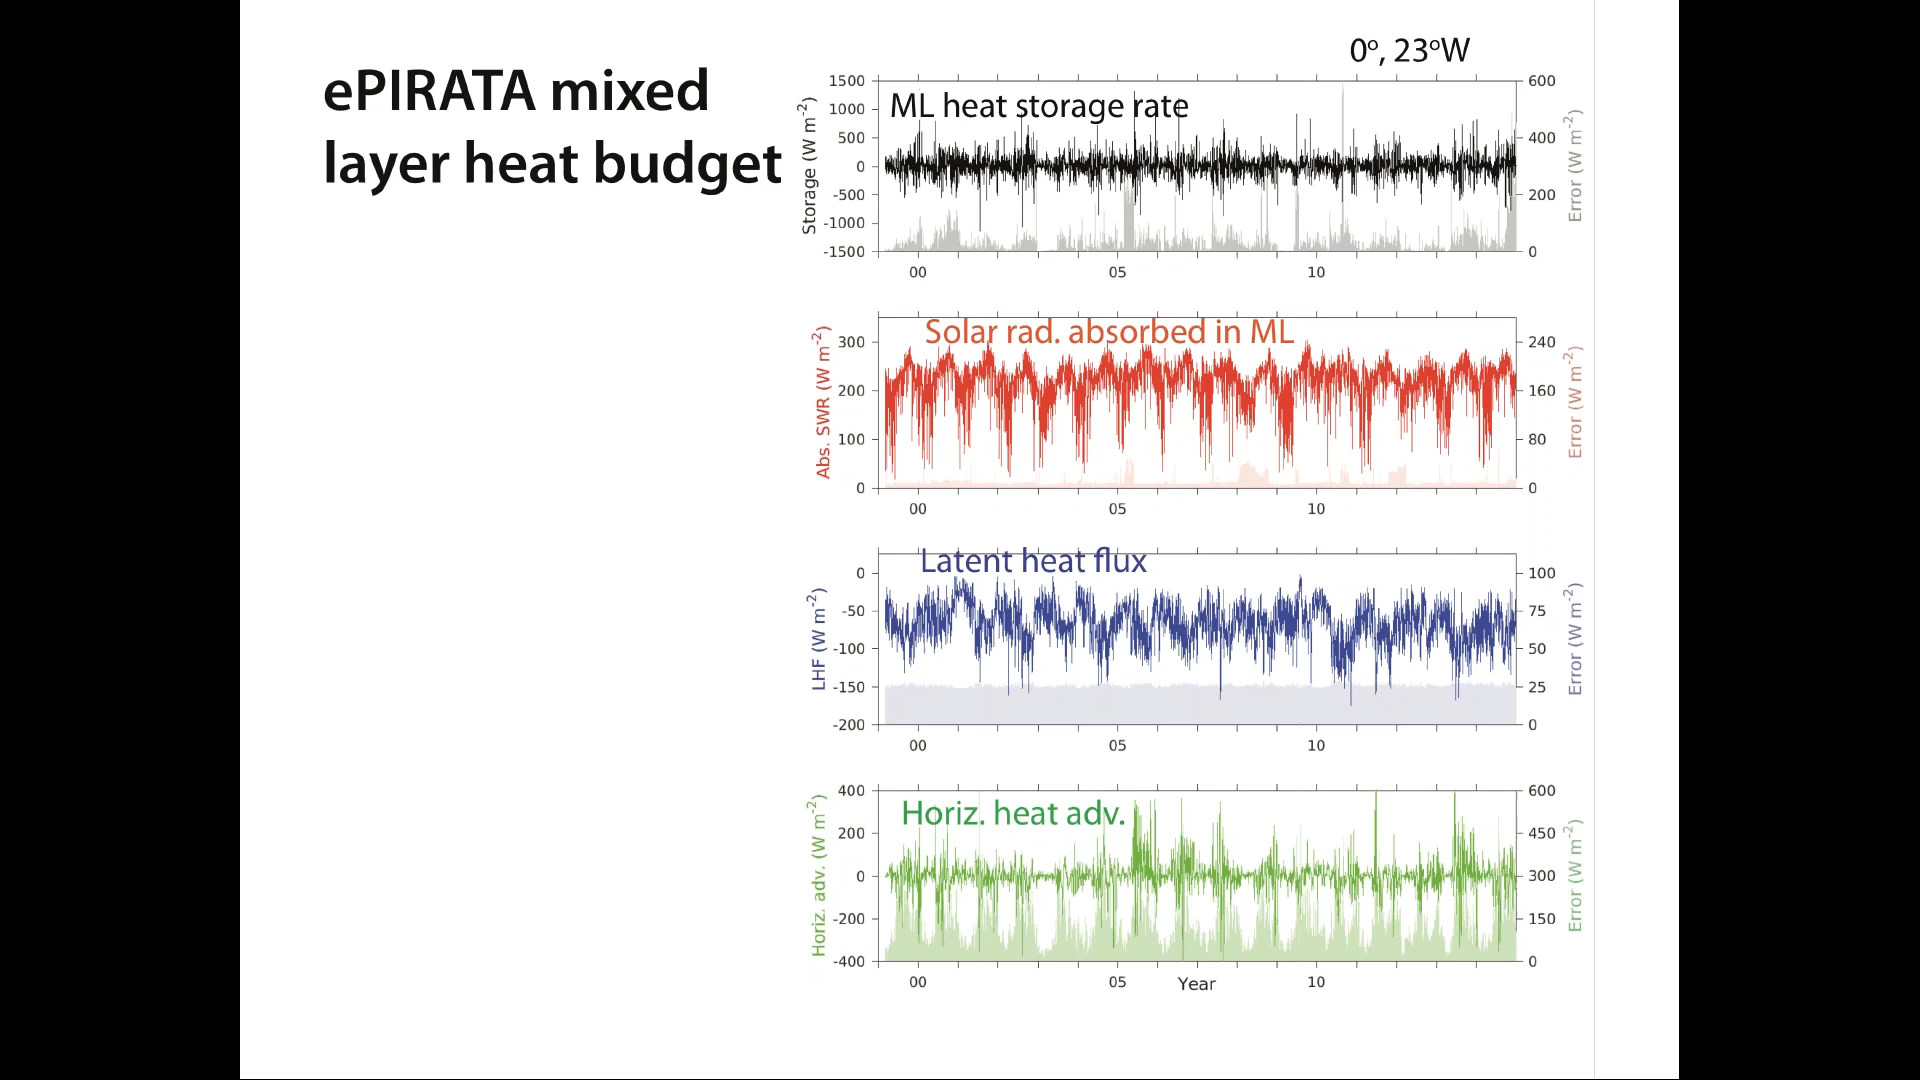 ePIRATA mixed
layer heat budget
0º, 23ºW
ML heat storage rate
Storage (W m-2)
1500
1000
500
0
-500
-1000
-1500
600
400
200
0
Error (W m-2)
00 05 10
Solar rad. absorbed in ML
Abs. SWR (W m-2)
300
200
100
0
240
160
80
0
Error (W m-2)
00 05 10
Latent heat flux
LHF (W m-2)
0
-50
-100
-150
-200
100
75
50
25
0
Error (W m-2)
00 05 10
Horiz. heat adv.
Horiz. adv. (W m-2)
400
200
0
-200
-400
600
450
300
150
0
Error (W m-2)
00 05 10
Year